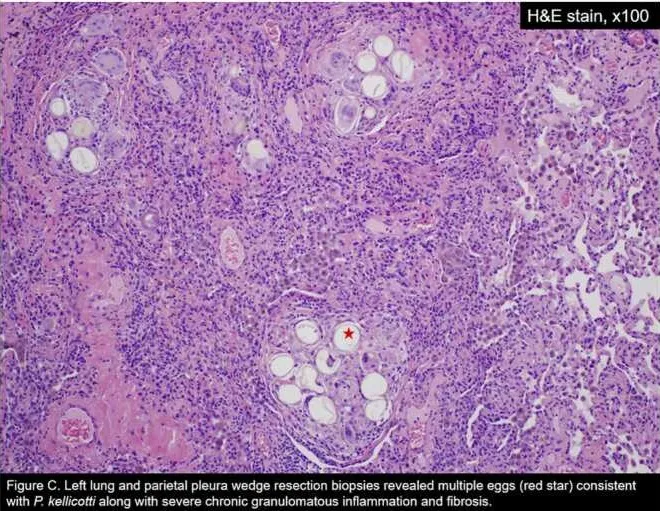 H&E stain, x100
Figure C. Left lung and parietal pleura wedge resection biopsies revealed multiple eggs (red star) consistent
with P. kellicotti along with severe chronic granulomatous inflammation and fibrosis.